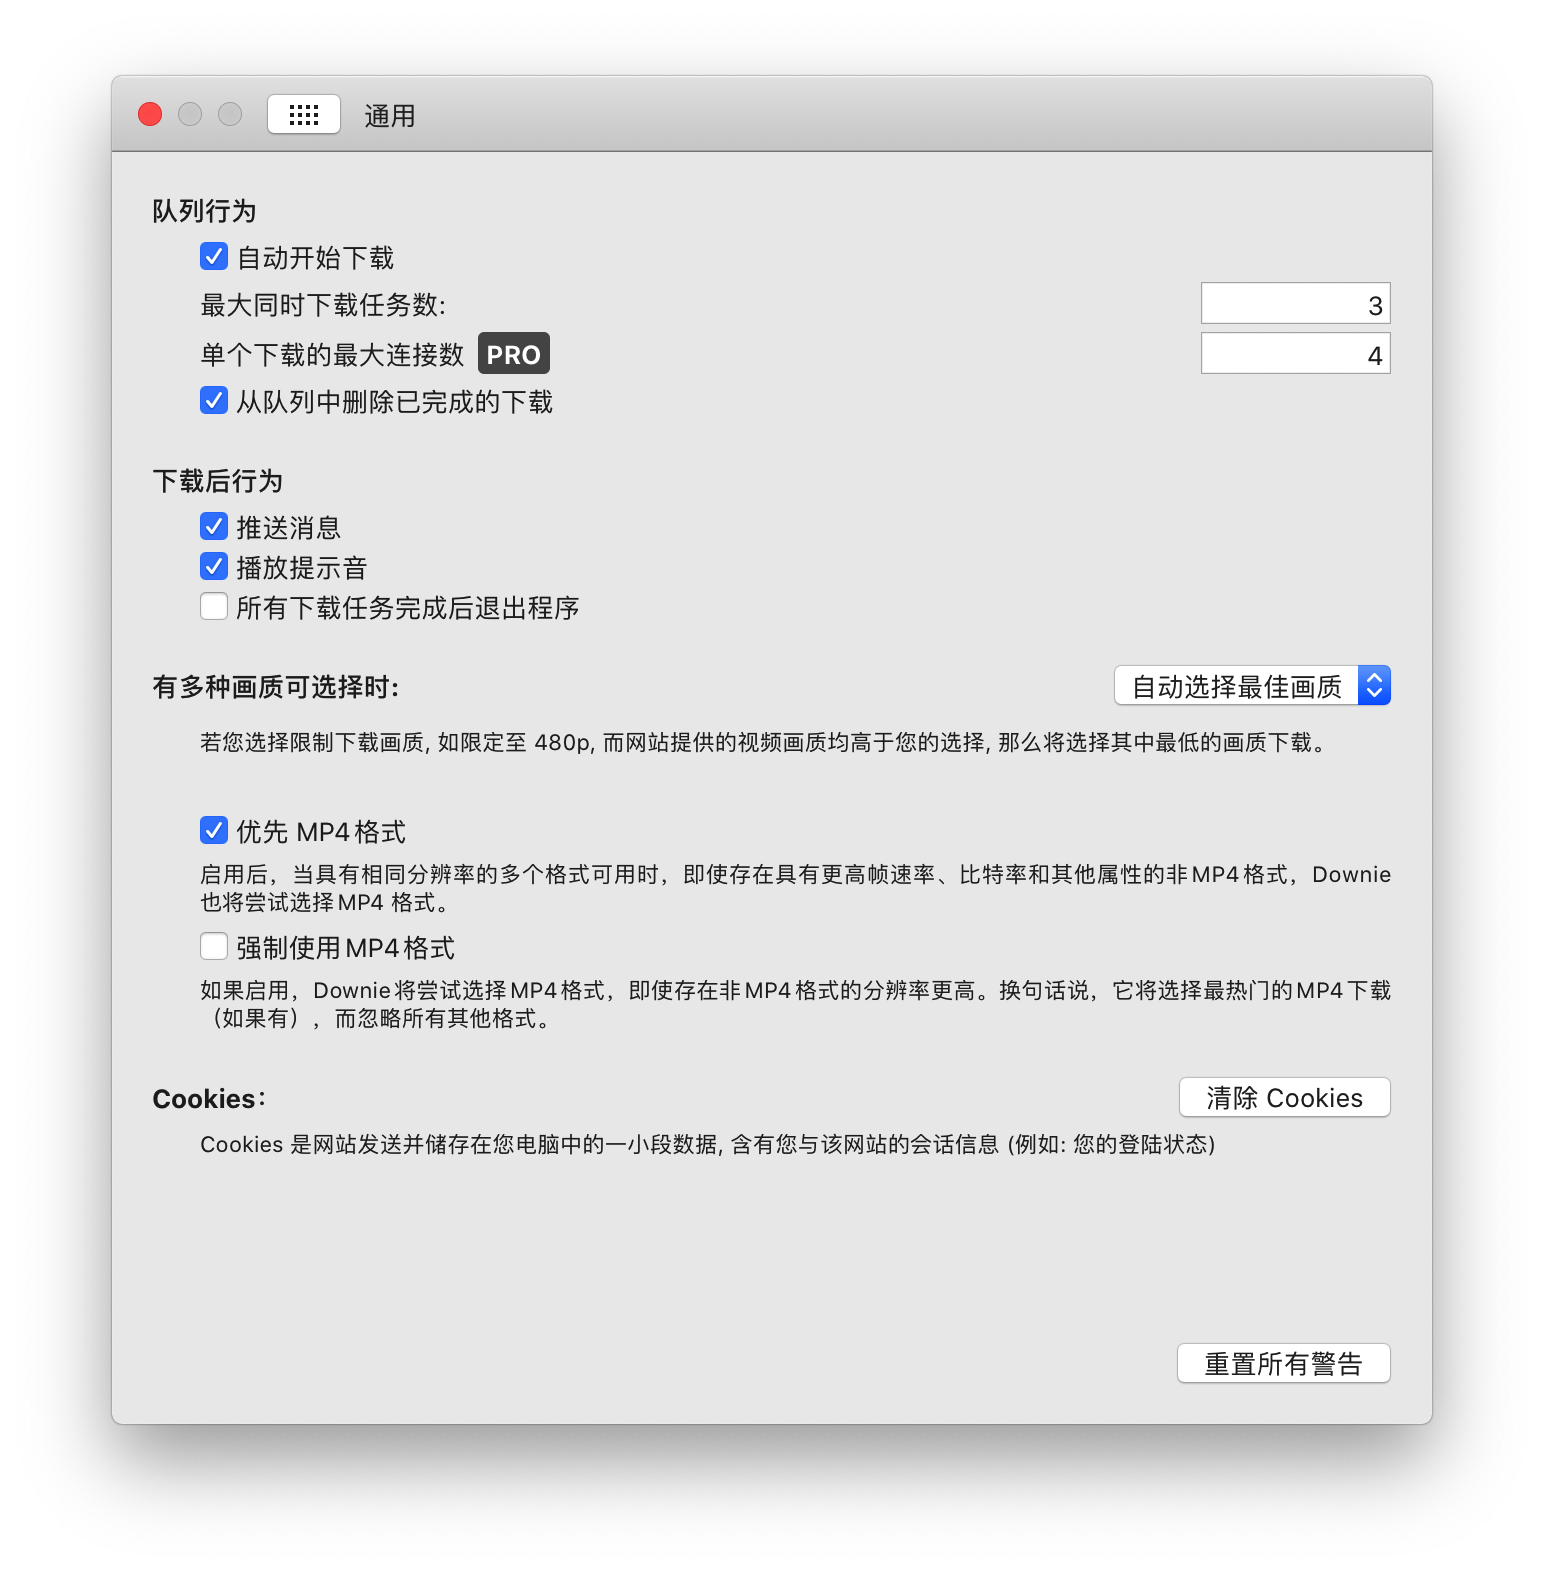 通用
队列行为
自动开始下载
最大同时下载任务数: 3
单个下载的最大连接数 PRO 4
从队列中删除已完成的下载
下载后行为
推送消息
播放提示音
所有下载任务完成后退出程序
有多种画质可选择时: 自动选择最佳画质
若您选择限制下载画质, 如限定至 480p, 而网站提供的视频画质均高于您的选择, 那么将选择其中最低的画质下载。
优先 MP4格式
启用后，当具有相同分辨率的多个格式可用时，即使存在具有更高帧速率、比特率和其他属性的非MP4格式，Downie
也将尝试选择MP4 格式。
强制使用MP4格式
如果启用，Downie将尝试选择MP4格式，即使存在非MP4格式的分辨率更高。换句话说，它将选择最热门的MP4下载
（如果有），而忽略所有其他格式。
Cookies： 清除 Cookies
Cookies 是网站发送并储存在您电脑中的一小段数据, 含有您与该网站的会话信息 (例如: 您的登陆状态)
重置所有警告